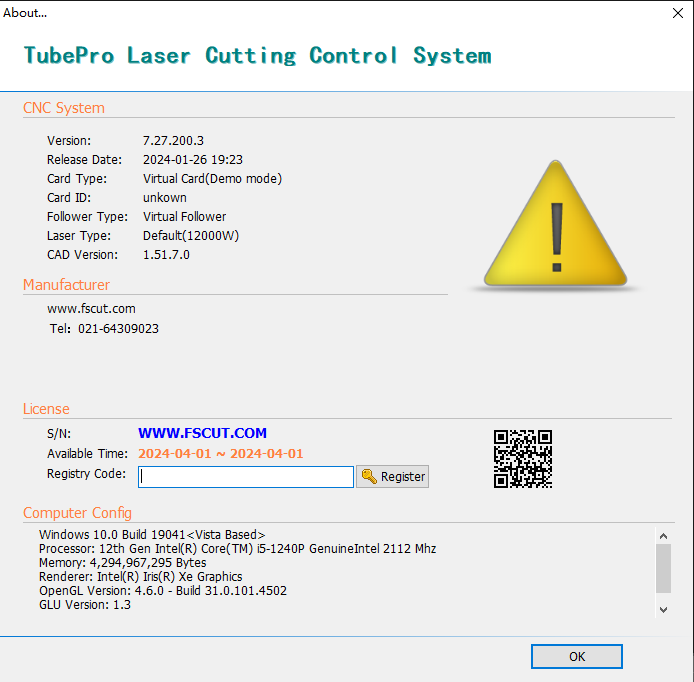 About...
TubePro Laser Cutting Control System
CNC System
Version: 7.27.200.3
Release Date: 2024-01-26 19:23
Card Type: Virtual Card(Demo mode)
Card ID: unkown
Follower Type: Virtual Follower
Laser Type: Default(12000W)
CAD Version: 1.51.7.0
Manufacturer
www.fscut.com
Tel: 021-64309023
License
S/N: WWW.FSCUT.COM
Available Time: 2024-04-01 ~ 2024-04-01
Registry Code: Register
Computer Config
Windows 10.0 Build 19041<Vista Based>
Processor: 12th Gen Intel(R) Core(TM) i5-1240P GenuineIntel 2112 Mhz
Memory: 4,294,967,295 Bytes
Renderer: Intel(R) Iris(R) Xe Graphics
OpenGL Version: 4.6.0 - Build 31.0.101.4502
GLU Version: 1.3
OK